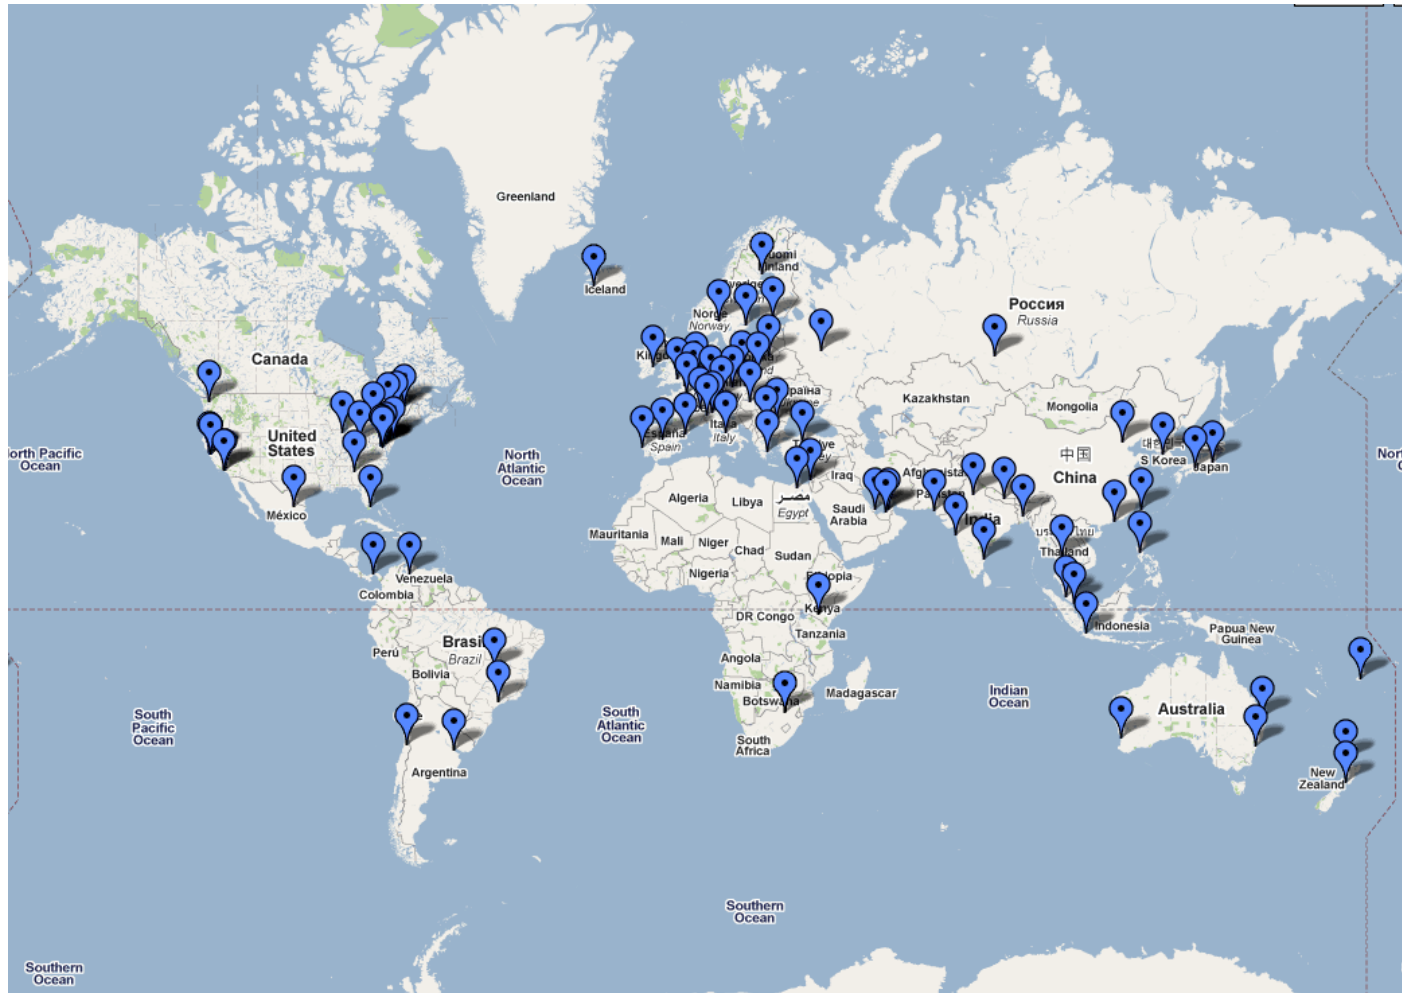 Greenland
Iceland
Suomi
Finland
Norge
Norway
Россия
Russia
Canada
United
States
North Pacific
Ocean
North
Atlantic
Ocean
España
Spain
Italy
Kazakhstan
Mongolia
中国
China
S Korea
Japan
Iraq
Algeria
Libya
مصر
Egypt
Saudi
Arabia
India
México
Mauritania
Mali
Niger
Chad
Sudan
Nigeria
Ethiopia
Thailand
Venezuela
Colombia
DR Congo
Kenya
Tanzania
Indonesia
Papua New
Guinea
Brasil
Brazil
Perú
Bolivia
Angola
Namibia
Botswana
Madagascar
Indian
Ocean
Australia
South
Pacific
Ocean
South
Atlantic
Ocean
South
Africa
Argentina
New
Zealand
Southern
Ocean
Southern
Ocean